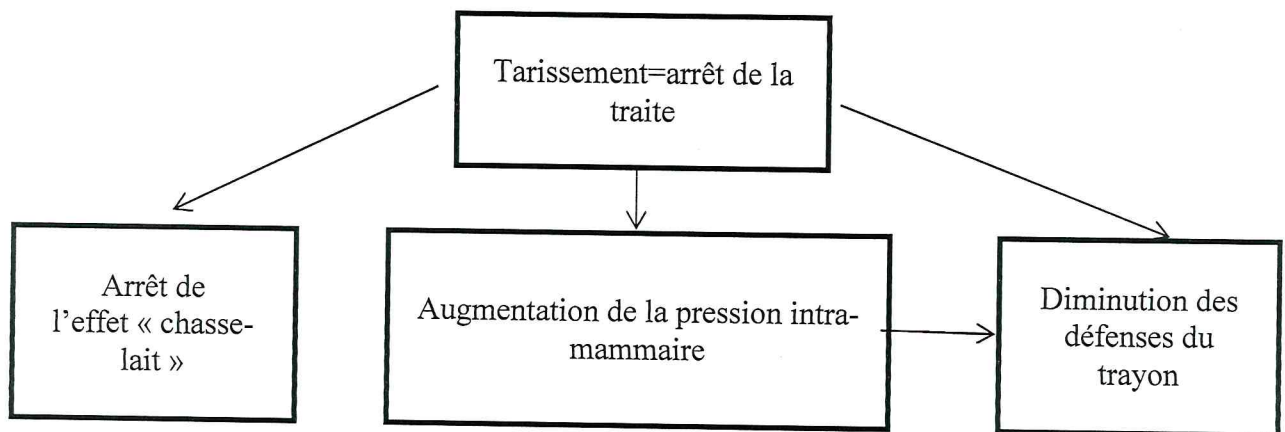 Tarissement=arrêt de la
traite
Arrêt de
l'effet « chasse-
lait »
Augmentation de la pression intra-
mammaire
Diminution des
défenses du
trayon